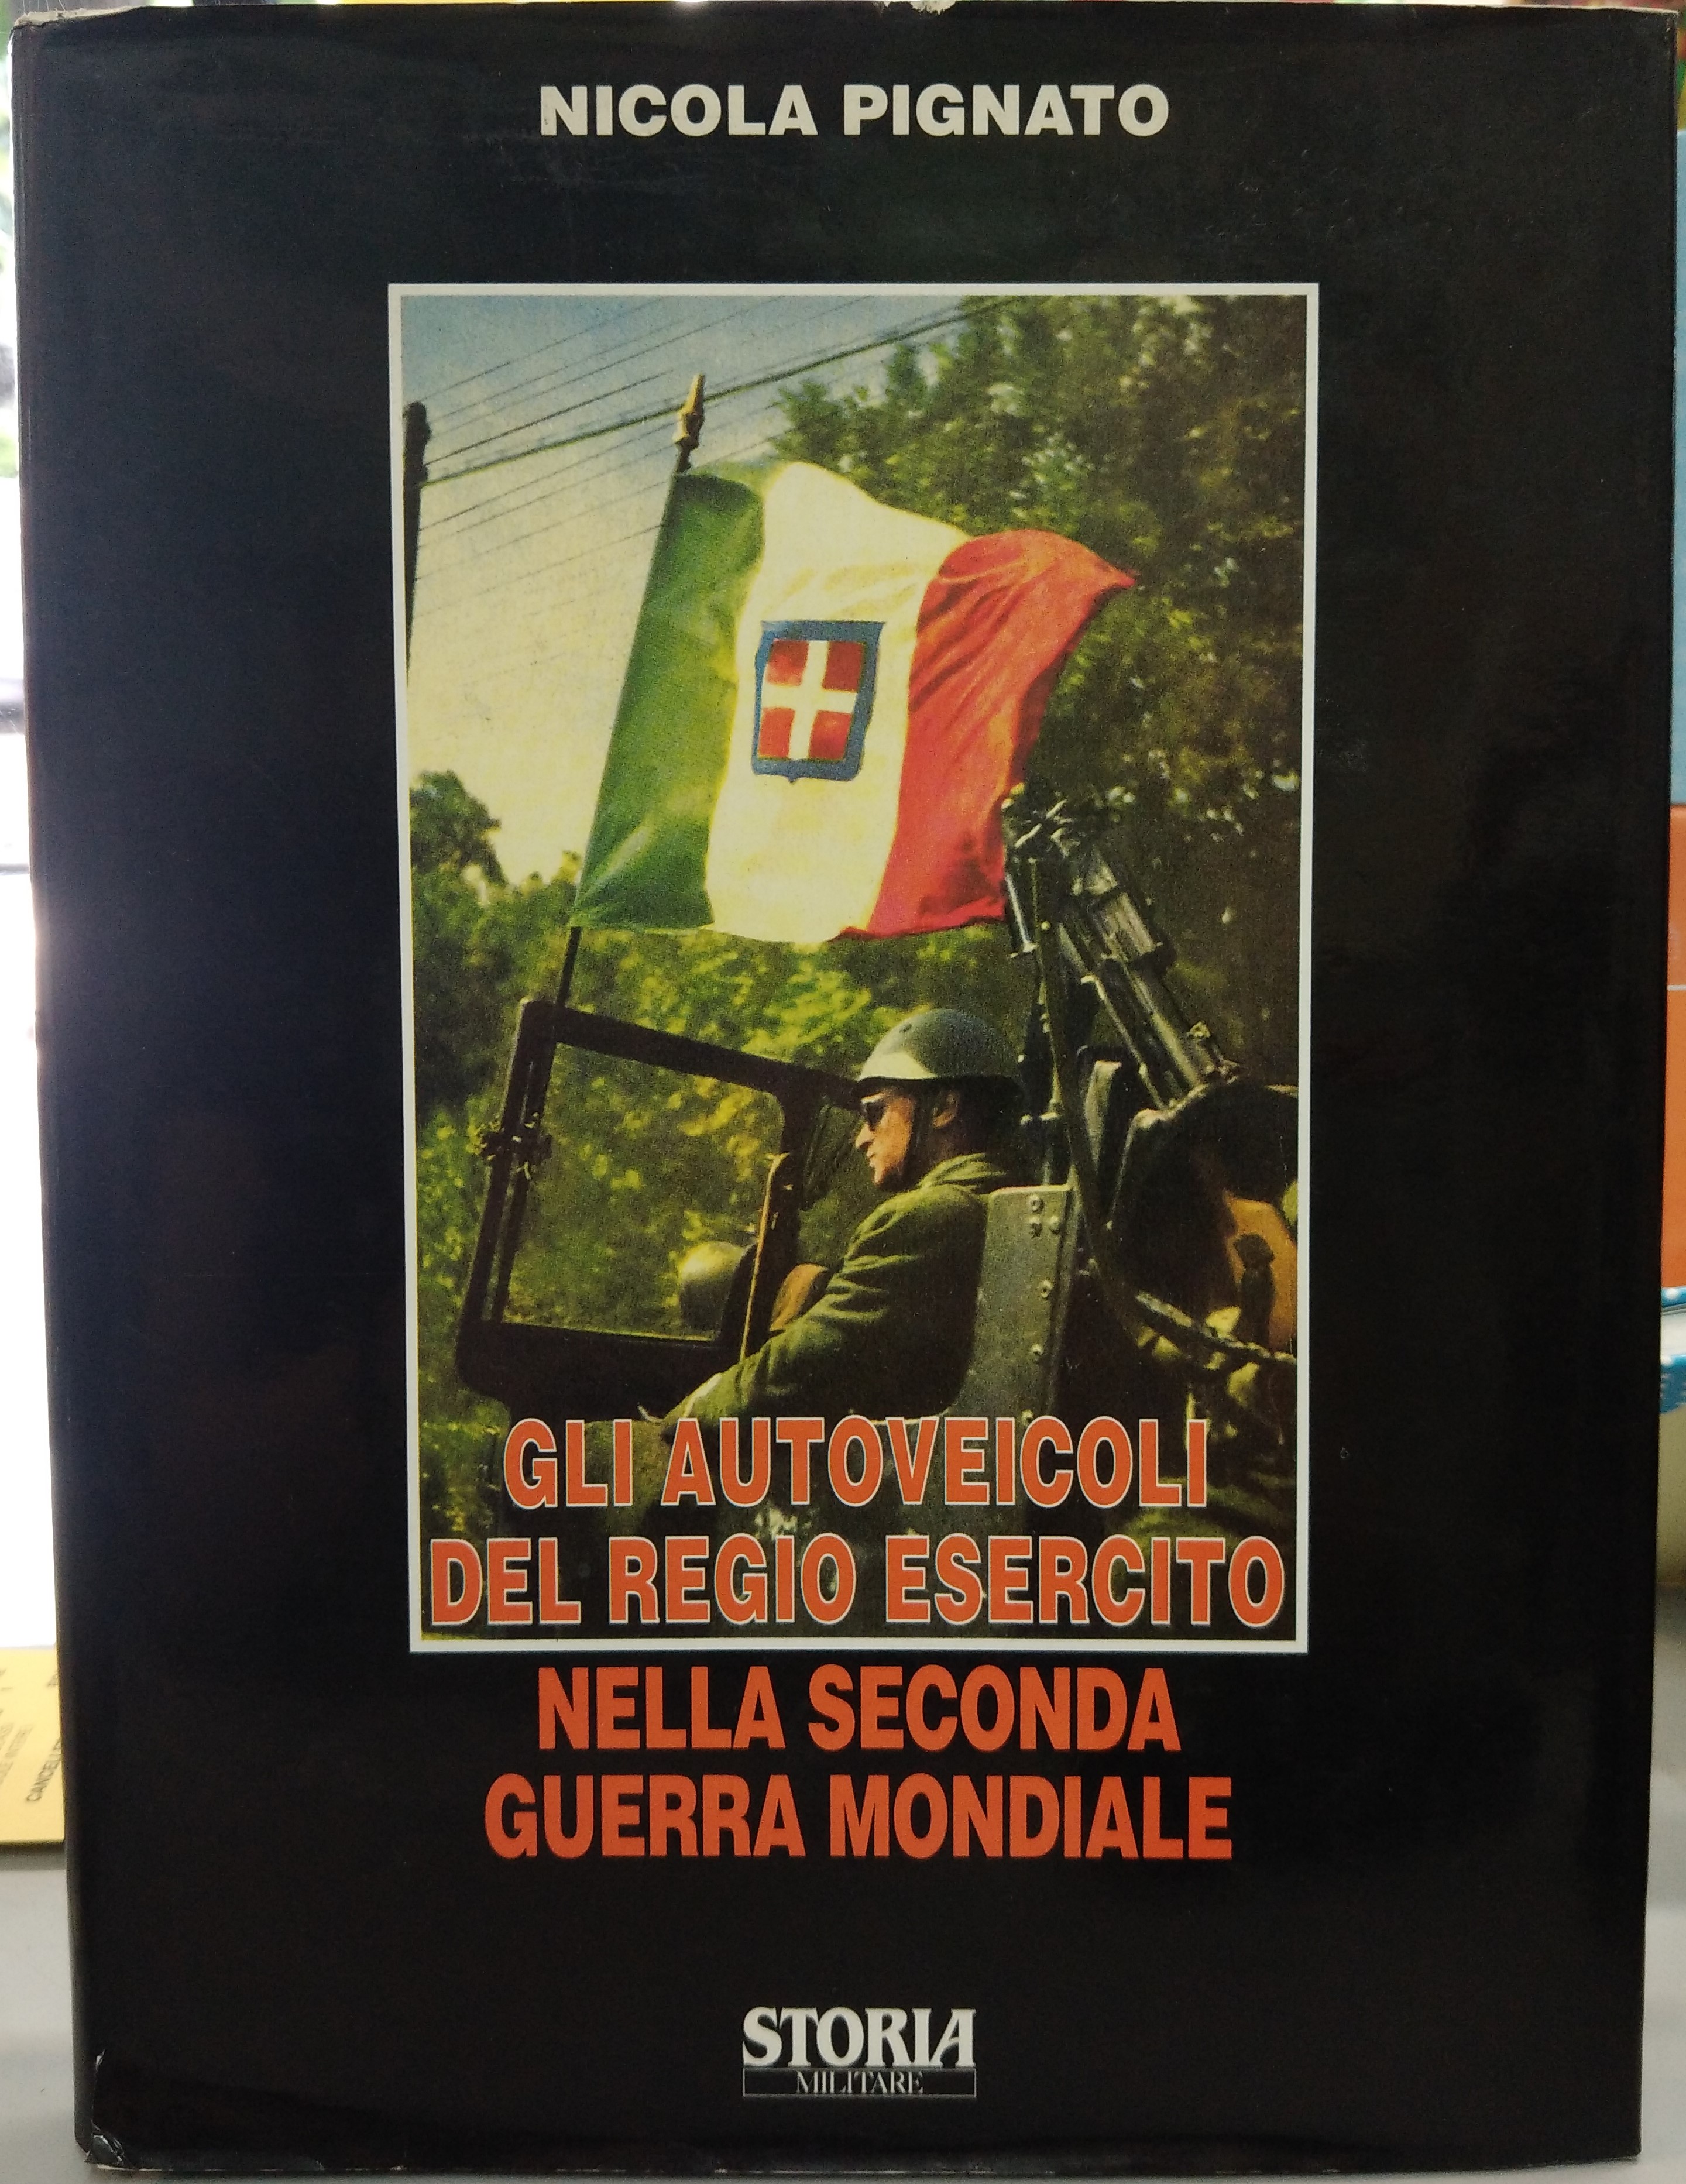 NICOLA PIGNATO
GLI AUTOVEICOLI
DEL REGIO ESERCITO
NELLA SECONDA
GUERRA MONDIALE
STORIA
MILITARE